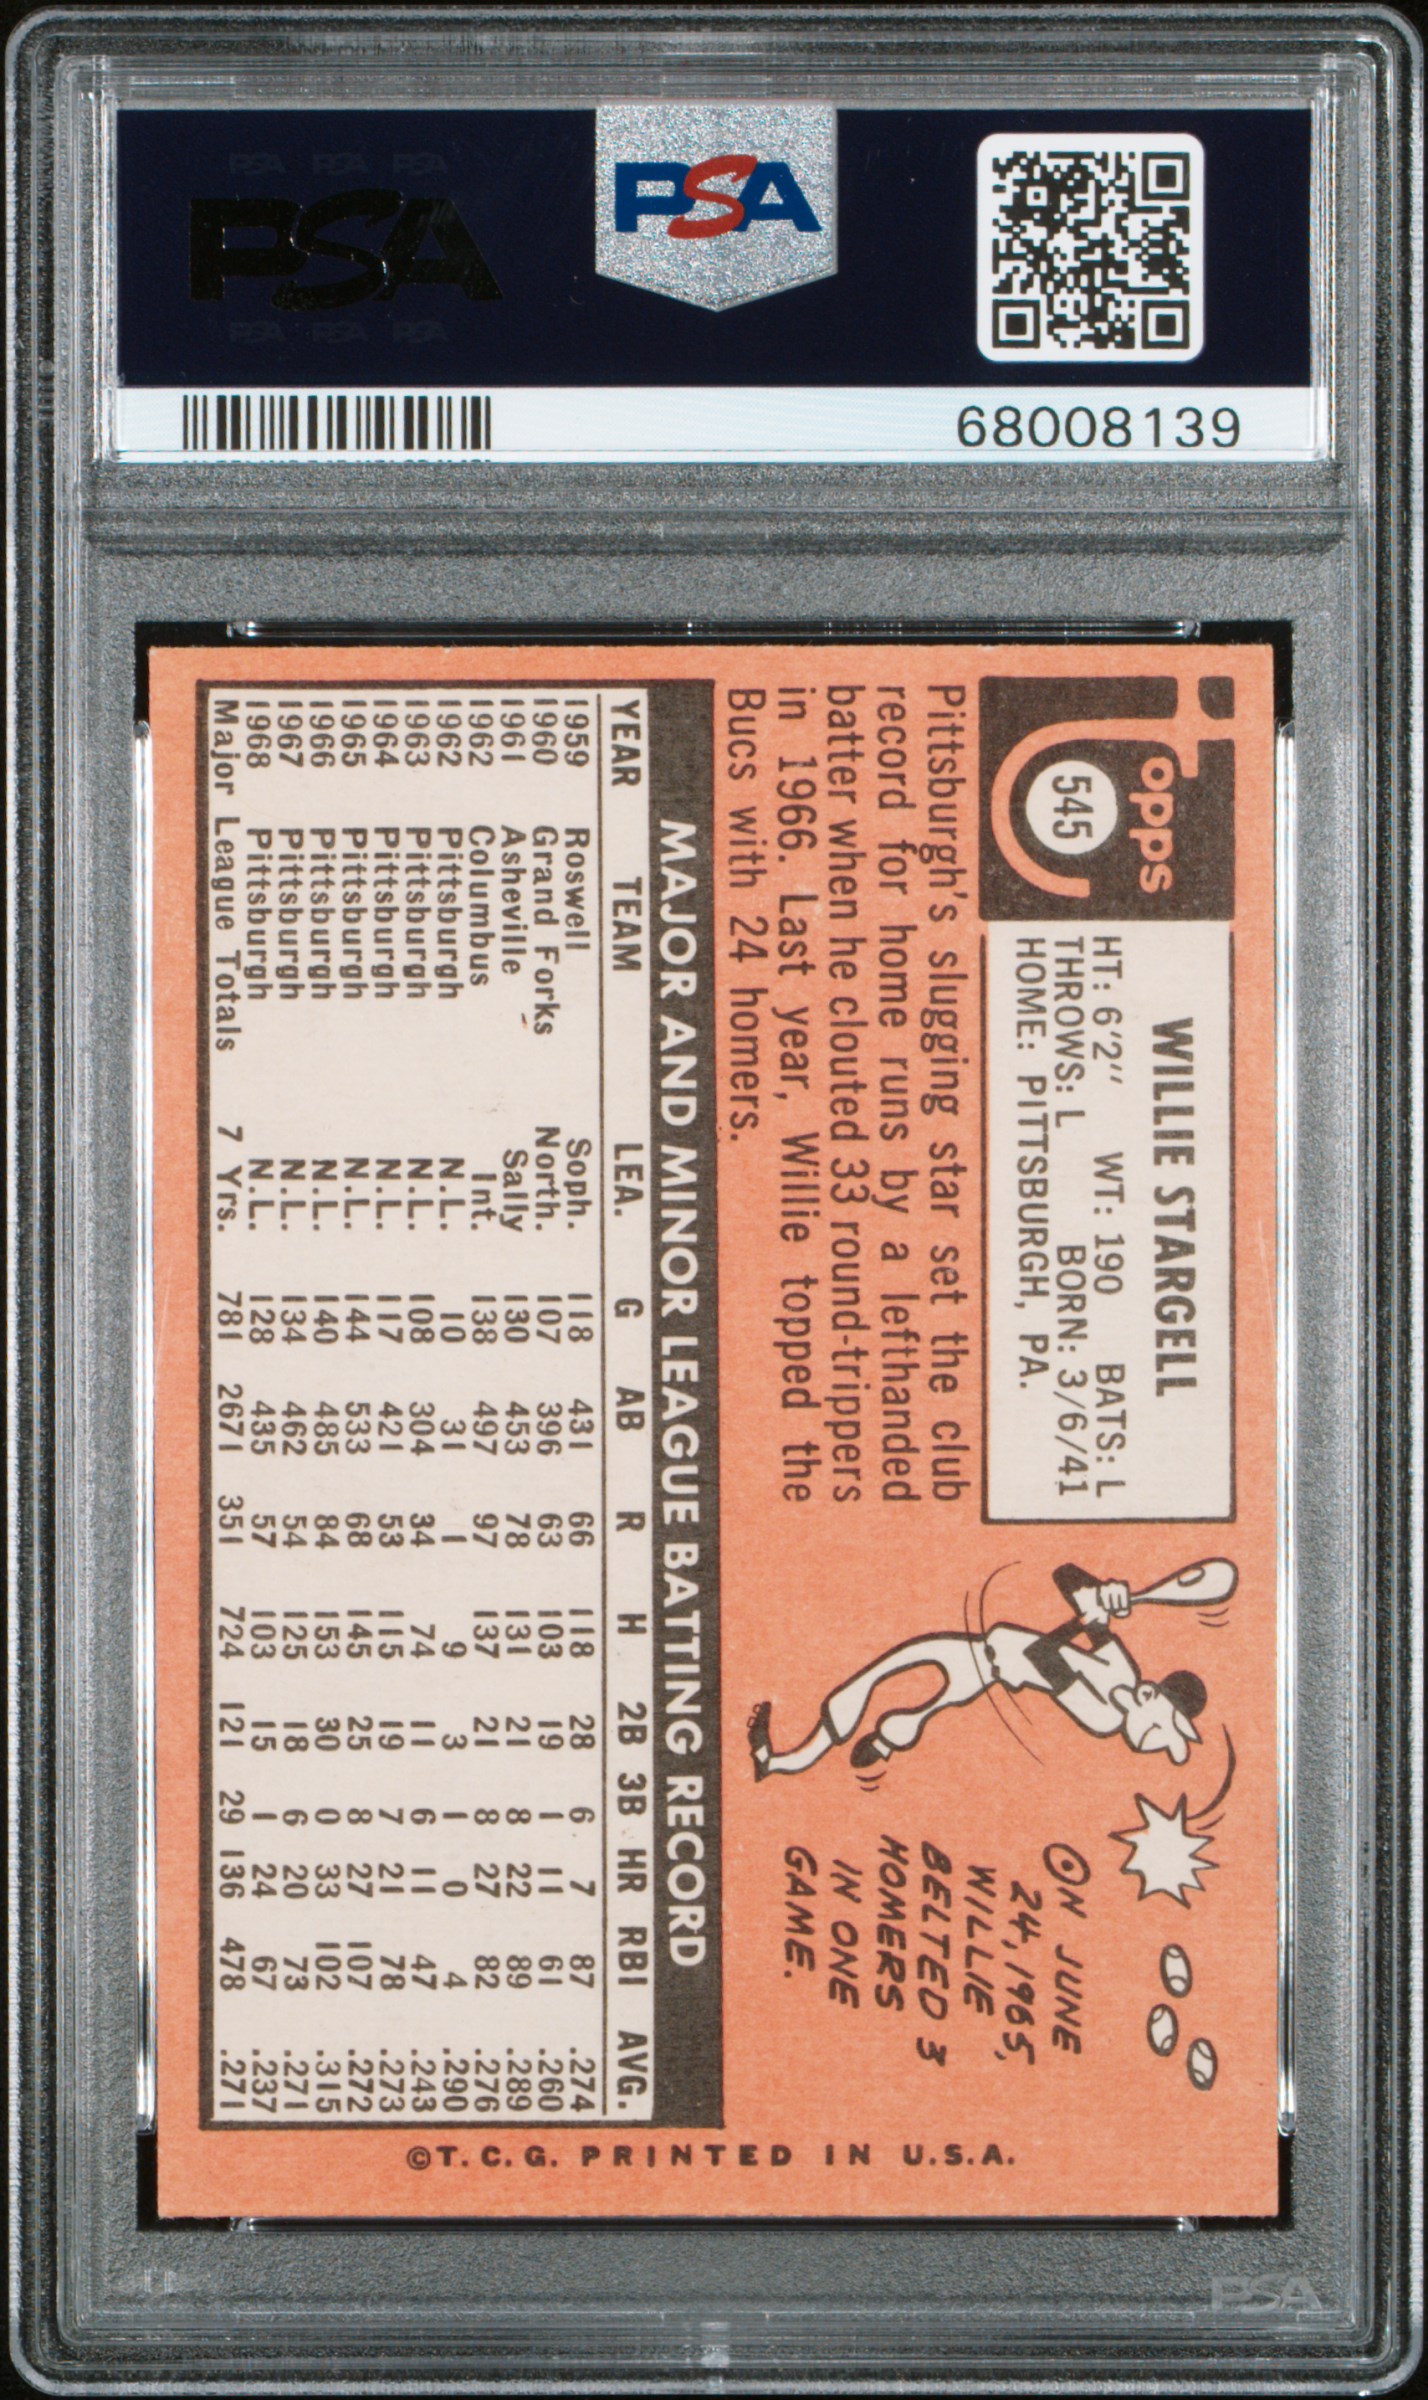 PSA PSA PSA
PSA
PSA PSA PSA
PSA
68008139
Topps
545
WILLIE STARGELL
HT: 6'2" WT: 190 BATS: L
THROWS: L BORN: 3/6/41
HOME: PITTSBURGH, PA.
Pittsburgh's slugging star set the club
record for home runs by a lefthanded
batter when he clouted 33 round-trippers
in 1966. Last year, Willie topped the
Bucs with 24 homers.
ON JUNE
24, 1965,
WILLIE
BELTED 3
HOMERS
IN ONE
GAME.
MAJOR AND MINOR LEAGUE BATTING RECORD
YEAR TEAM LEA. G AB R H 2B 3B HR RBI AVG.
1959 Roswell Soph. 118 431 66 118 28 6 7 87 .274
1960 Grand Forks North. 107 396 63 103 19 1 11 61 .260
1961 Asheville Sally 130 453 78 131 21 8 22 89 .289
1962 Columbus Int. 138 497 97 137 21 8 27 82 .276
1962 Pittsburgh N.L. 10 31 1 9 3 1 0 4 .290
1963 Pittsburgh N.L. 108 304 34 74 11 6 11 47 .243
1964 Pittsburgh N.L. 117 421 53 115 19 7 21 78 .273
1965 Pittsburgh N.L. 144 533 68 145 25 8 27 107 .272
1966 Pittsburgh N.L. 140 485 84 153 30 0 33 102 .315
1967 Pittsburgh N.L. 134 462 54 125 18 6 20 73 .271
1968 Pittsburgh N.L. 128 435 57 103 15 1 24 67 .237
Major League Totals 7 Yrs. 781 2671 351 724 121 29 136 478 .271
©T.C.G. PRINTED IN U.S.A.
PSA